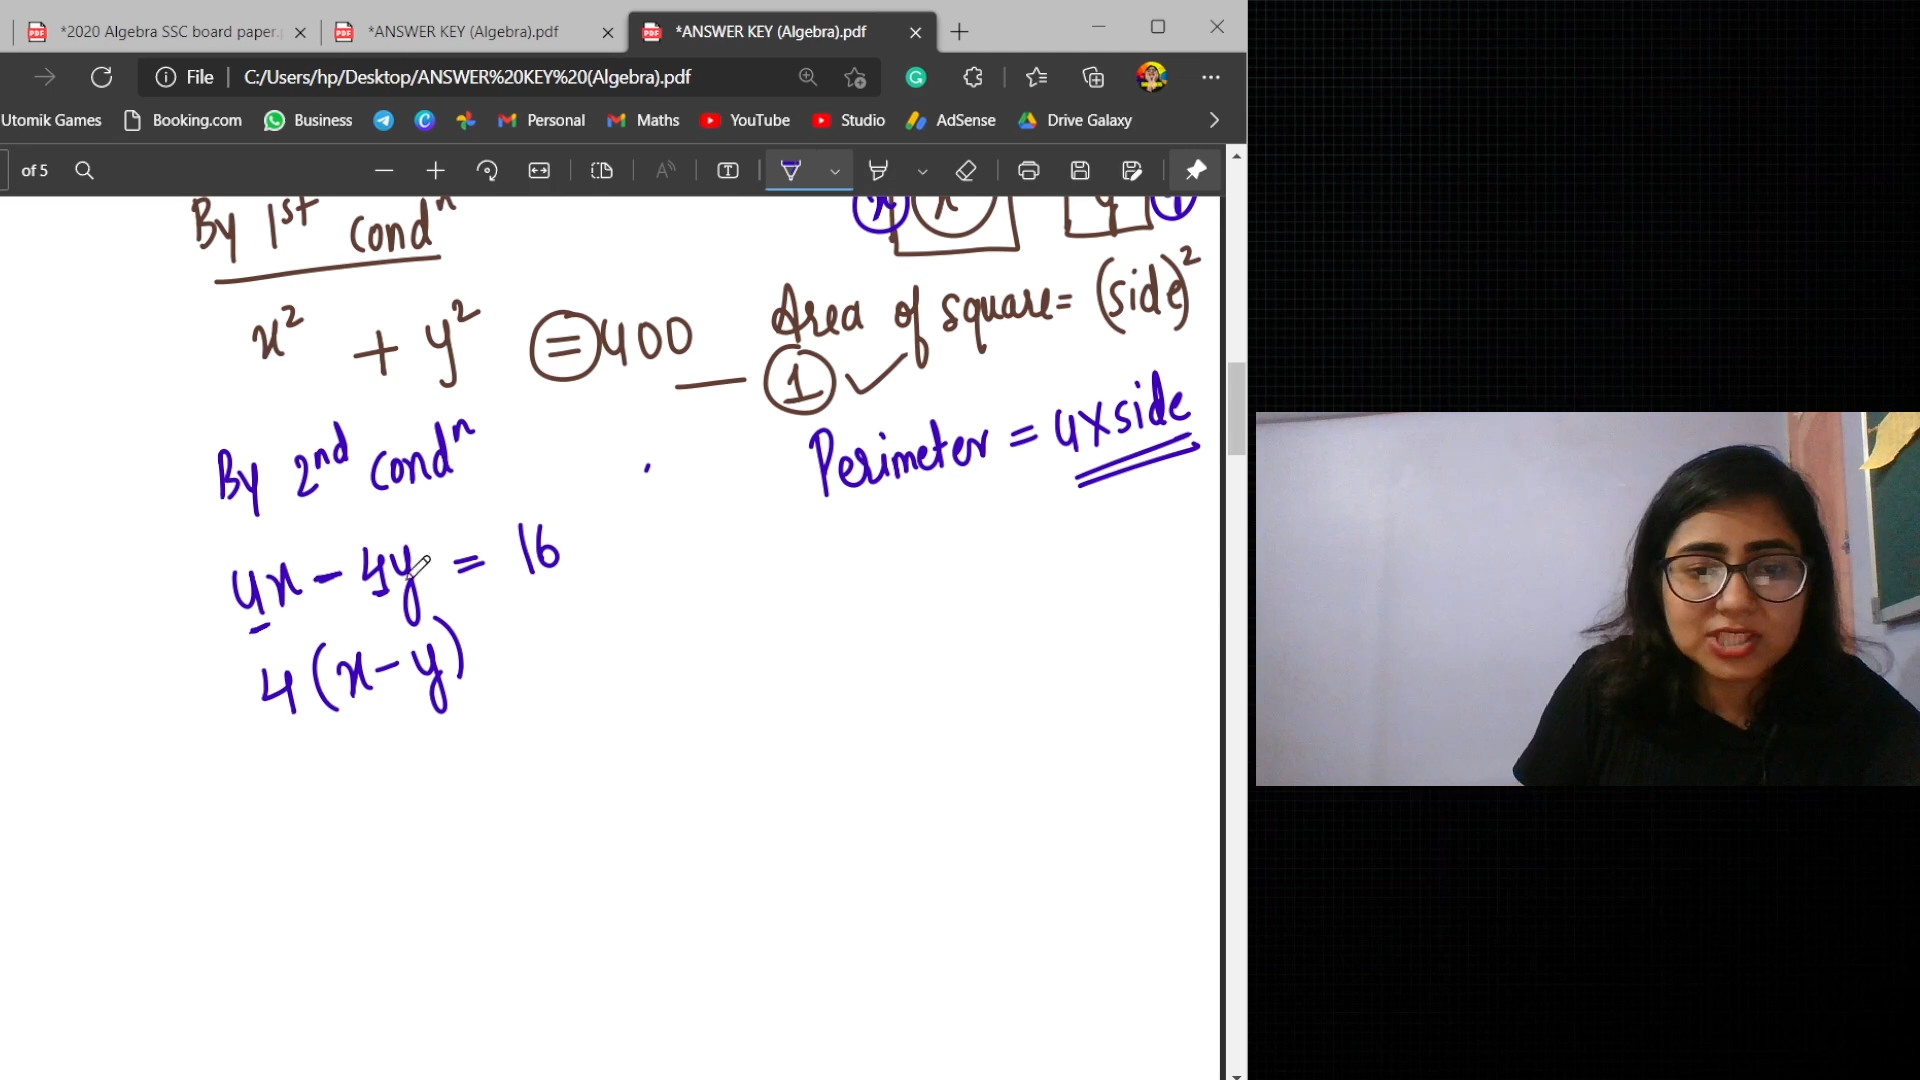 *2020 Algebra SSC board paper.p
*ANSWER KEY (Algebra).pdf
*ANSWER KEY (Algebra).pdf
File C:/Users/hp/Desktop/ANSWER%20KEY%20(Algebra).pdf
Utomik Games Booking.com Business Personal Maths YouTube Studio AdSense Drive Galaxy
of 5
By 1st condn
x x y
Area of square = (side)²
x² + y² = 400 — 1 ✓
Perimeter = 4×side
By 2nd condn
4x - 4y = 16
4(x-y)